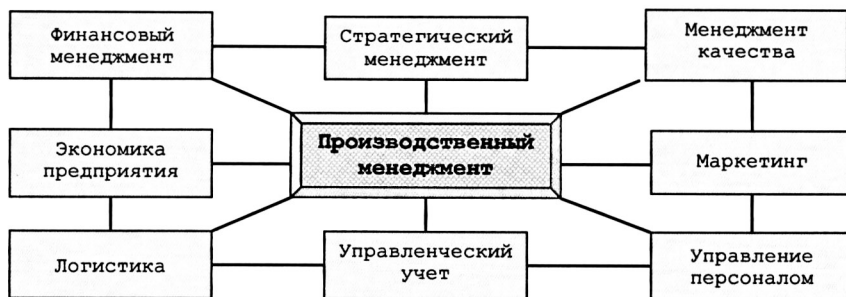 Финансовый
менеджмент
Стратегический
менеджмент
Менеджмент
качества
Экономика
предприятия
Производственный
менеджмент
Маркетинг
Логистика
Управленческий
учет
Управление
персоналом